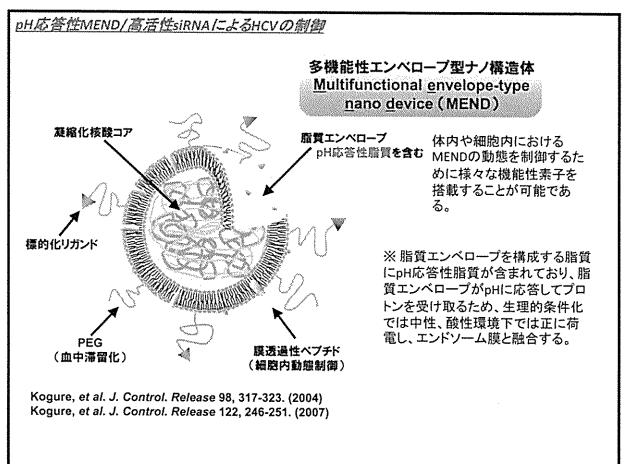 pH応答性MEND/高活性siRNAによるHCVの制御
多機能性エンベロープ型ナノ構造体
Multifunctional envelope-type
nano device（MEND）
凝縮化核酸コア
脂質エンベロープ
pH応答性脂質を含む
体内や細胞内における
MENDの動態を制御するた
めに様々な機能性素子を
搭載することが可能であ
る。
標的化リガンド
※ 脂質エンベロープを構成する脂質
にpH応答性脂質が含まれており、脂
質エンベロープがpHに応答してプロ
トンを受け取るため、生理的条件化
では中性、酸性環境下では正に荷
電し、エンドソーム膜と融合する。
PEG
（血中滞留化）
膜透過性ペプチド
（細胞内動態制御）
Kogure, et al. J. Control. Release 98, 317-323. (2004)
Kogure, et al. J. Control. Release 122, 246-251. (2007)